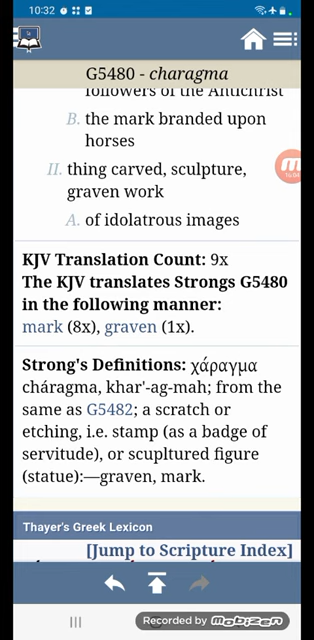 10:32
G5480 - charagma
followers of the Antichrist
B. the mark branded upon
horses
II. thing carved, sculpture,
graven work
A. of idolatrous images
KJV Translation Count: 9x
The KJV translates Strongs G5480
in the following manner:
mark (8x), graven (1x).
Strong's Definitions: χάραγμα
cháragma, khar'-ag-mah; from the
same as G5482; a scratch or
etching, i.e. stamp (as a badge of
servitude), or scupltured figure
(statue):—graven, mark.
Thayer's Greek Lexicon
[Jump to Scripture Index]
Recorded by mobizen